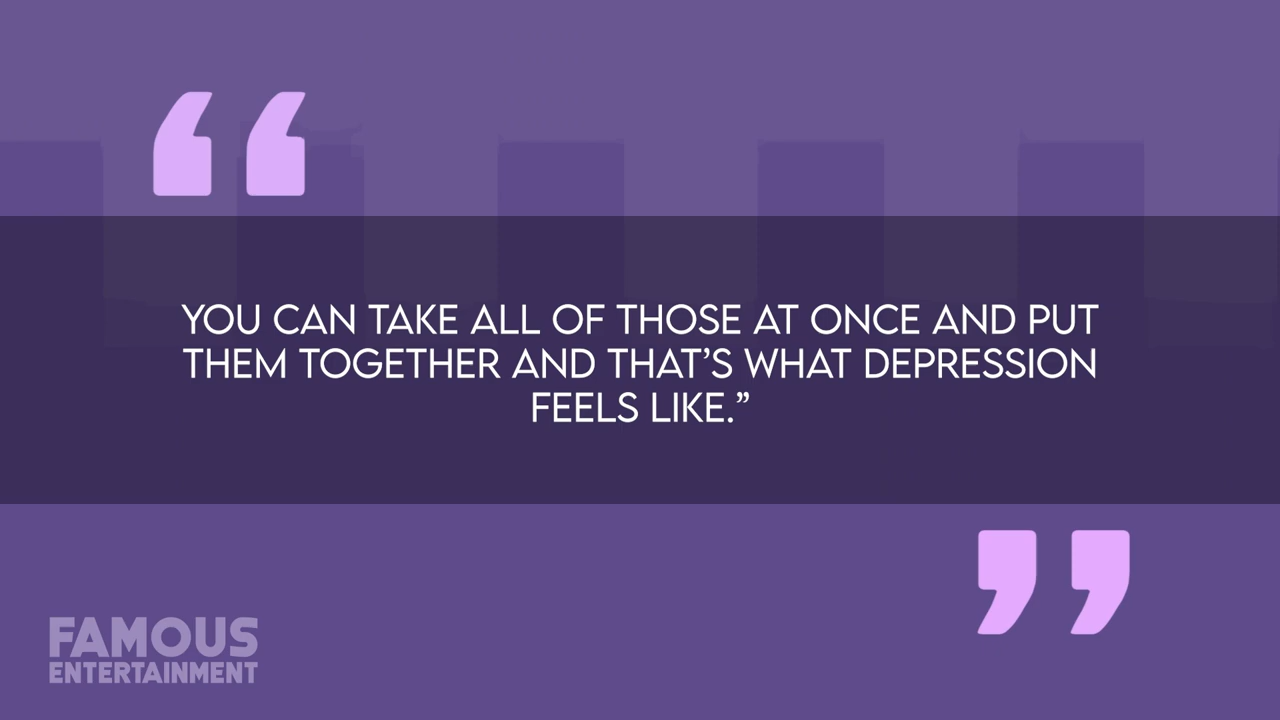 YOU CAN TAKE ALL OF THOSE AT ONCE AND PUT
THEM TOGETHER AND THAT’S WHAT DEPRESSION
FEELS LIKE.”
FAMOUS
ENTERTAINMENT